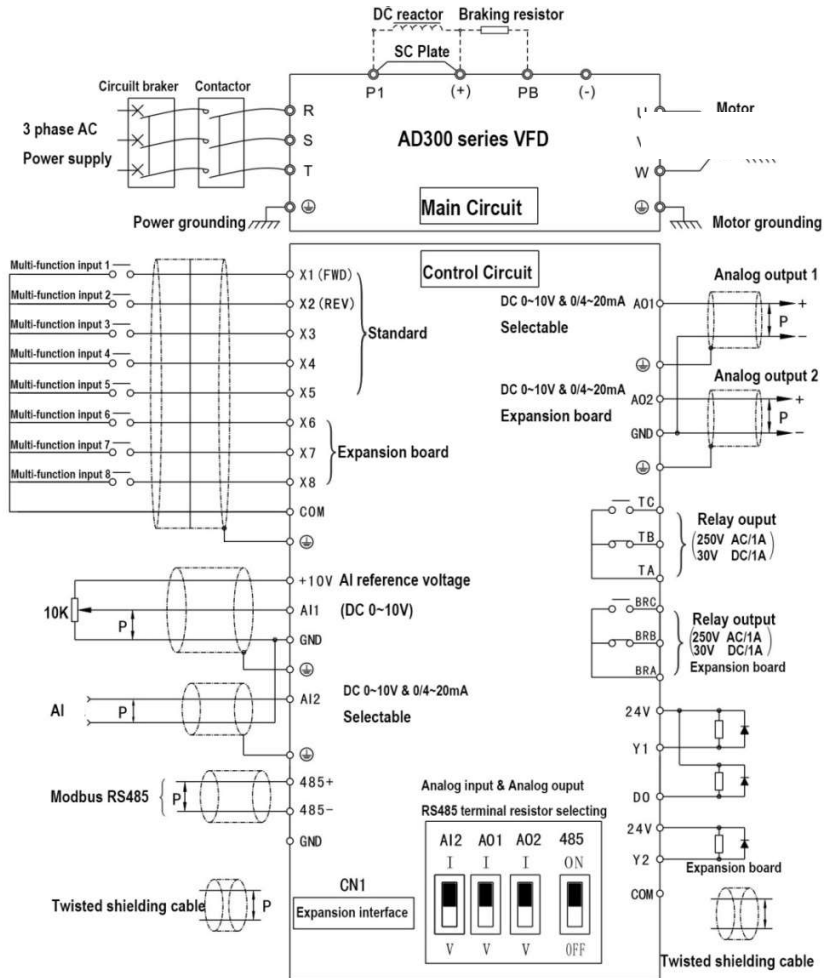 DC reactor
Braking resistor
SC Plate
P1
(+)
PB
(-)
Circuilt braker
Contactor
3 phase AC
Power supply
R
S
T
AD300 series VFD
W
Motor
Power grounding
Main Circuit
Motor grounding
Control Circuit
Multi-function input 1
X1(FWD)
Multi-function input 2
X2(REV)
Multi-function input 3
X3
Multi-function input 4
X4
Multi-function input 5
X5
Standard
Multi-function input 6
X6
Multi-function input 7
X7
Multi-function input 8
X8
Expansion board
COM
Analog output 1
DC 0~10V & 0/4~20mA
Selectable
AO1
+
P
-
DC 0~10V & 0/4~20mA
Expansion board
Analog output 2
AO2
+
P
GND
-
TC
TB
TA
Relay ouput
(250V AC/1A
30V DC/1A)
BRC
BRB
BRA
Relay output
(250V AC/1A
30V DC/1A)
Expansion board
+10V
AI reference voltage
10K
P
AI1
(DC 0~10V)
GND
AI
P
AI2
DC 0~10V & 0/4~20mA
Selectable
24V
Y1
DO
24V
Y2
Expansion board
COM
Modbus RS485
P
485+
485-
GND
Analog input & Analog ouput
RS485 terminal resistor selecting
AI2 AO1 AO2 485
I I I ON
V V V OFF
CN1
Expansion interface
Twisted shielding cable
P
Twisted shielding cable